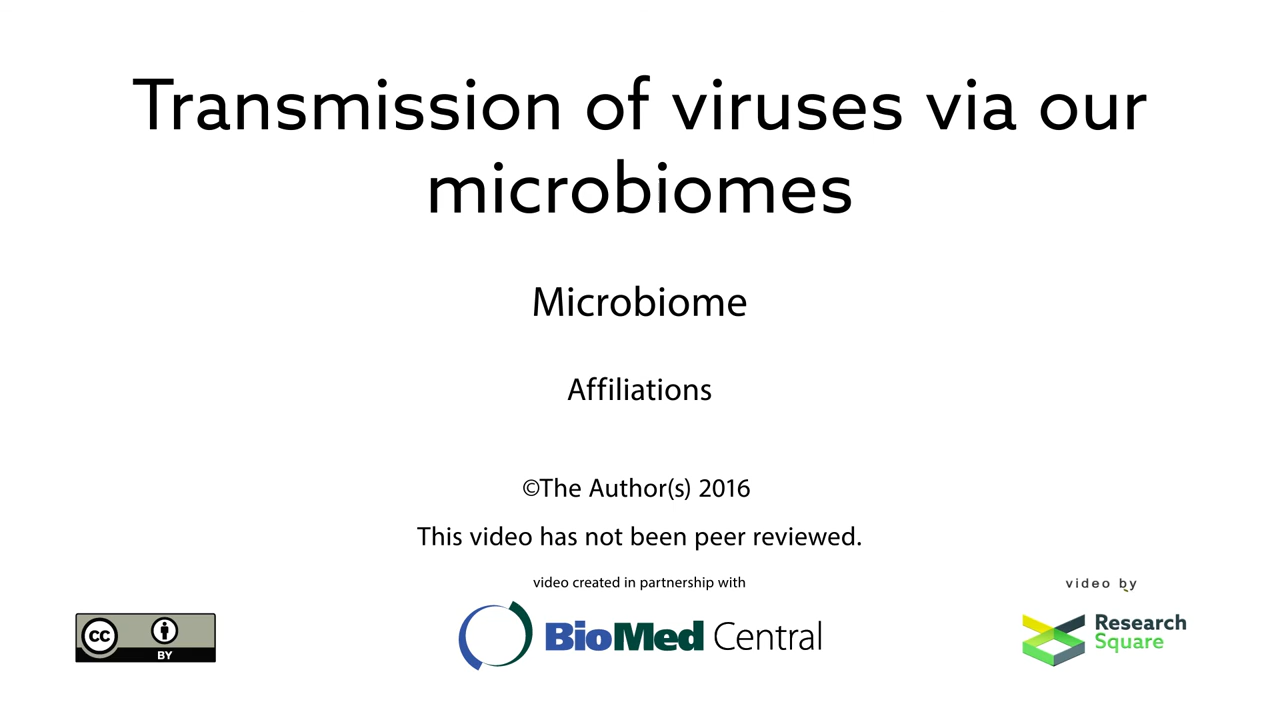 Transmission of viruses via our
microbiomes
Microbiome
Affiliations
©The Author(s) 2016
This video has not been peer reviewed.
video created in partnership with
video by
cc
BY
BioMed Central
Research
Square